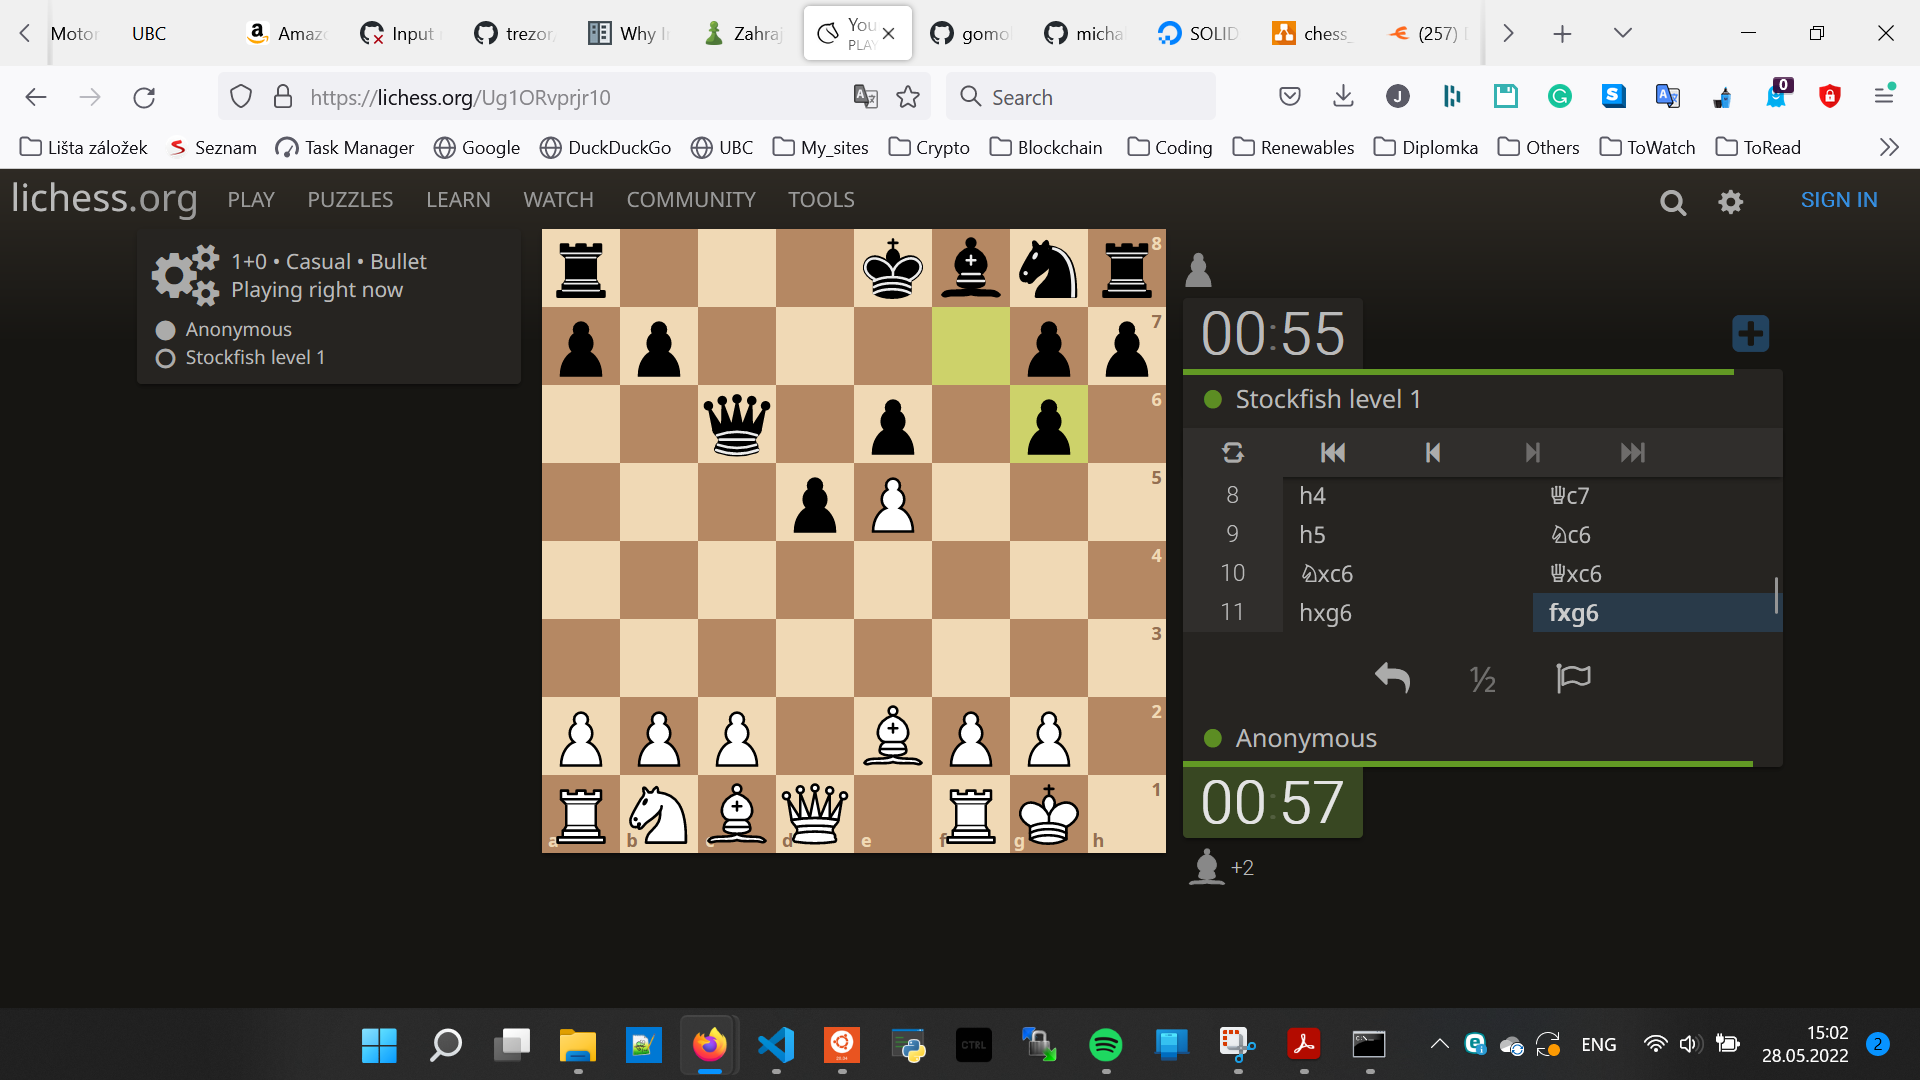 Motor
UBC
Amazo
Input
trezor/
Why I
Zahraj
You
PLAY
gomo
micha
SOLID
chess_
(257)
https://lichess.org/Ug1ORvprjr10
Search
0
Lišta záložek
Seznam
Task Manager
Google
DuckDuckGo
UBC
My_sites
Crypto
Blockchain
Coding
Renewables
Diplomka
Others
ToWatch
ToRead
lichess.org
PLAY
PUZZLES
LEARN
WATCH
COMMUNITY
TOOLS
SIGN IN
1+0 • Casual • Bullet
Playing right now
Anonymous
Stockfish level 1
8
7
6
5
4
3
2
1
a
b
c
d
e
f
g
h
00:55
Stockfish level 1
8 h4 ♕c7
9 h5 ♘c6
10 ♘xc6 ♕xc6
11 hxg6 fxg6
½
Anonymous
00:57
+2
CTRL
ENG
15:02
28.05.2022
2